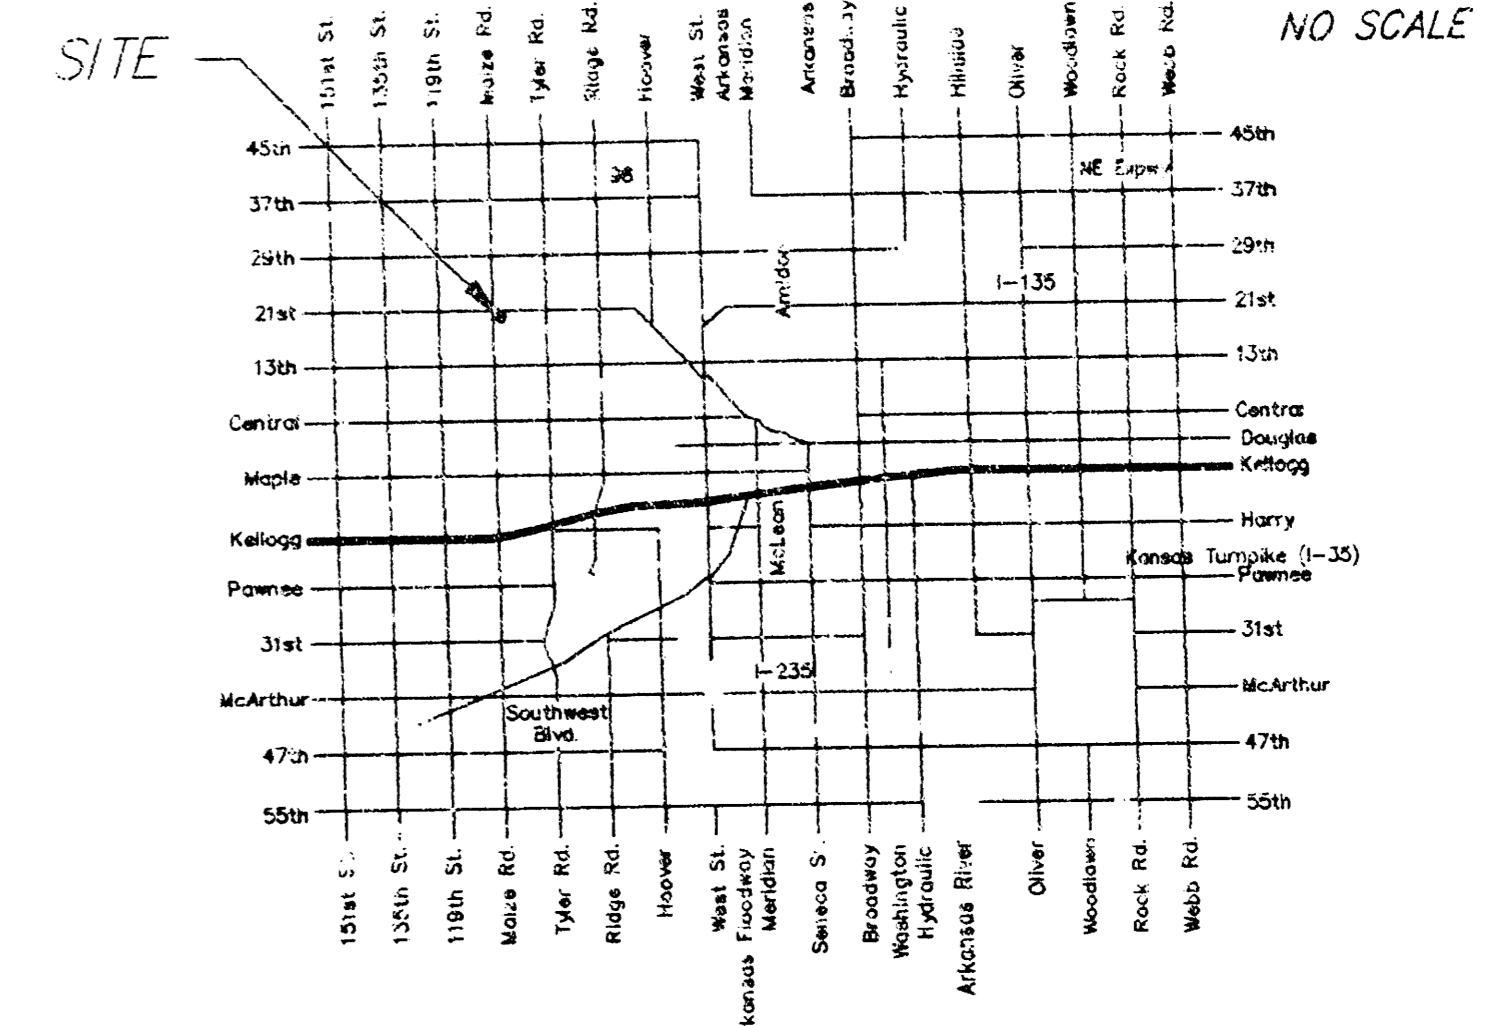 SITE
NO SCALE
151st St.
135th St.
119th St.
Maize Rd.
Tyler Rd.
Ridge Rd.
Hoover
West St.
Arkansas
Meridian
Arkansas
Broadway
Hydraulic
Hillside
Oliver
Woodlawn
Rock Rd.
Webb Rd.
45th
45th
96
NE Expw
37th
37th
29th
29th
Amidon
I-135
21st
21st
13th
13th
Central
Central
Douglas
Maple
Kellogg
Kellogg
McLean
Harry
Kansas Turnpike (I-35)
Pawnee
Pawnee
31st
31st
I-235
McArthur
McArthur
Southwest
Blvd.
47th
47th
55th
55th
151st St.
135th St.
119th St.
Maize Rd.
Tyler Rd.
Ridge Rd.
Hoover
West St.
kansas Floodway
Meridian
Seneca S
Broadway
Washington
Hydraulic
Arkansas River
Oliver
Woodlawn
Rock Rd.
Webb Rd.